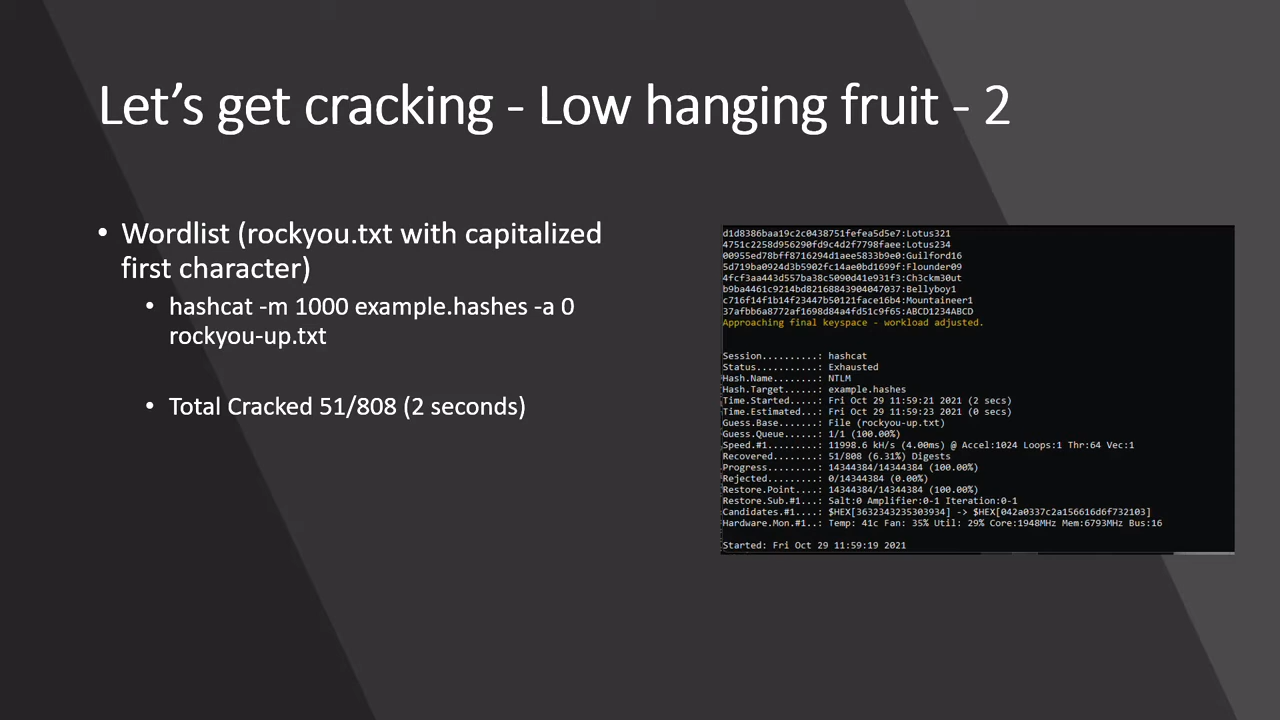 Let's get cracking - Low hanging fruit - 2
• Wordlist (rockyou.txt with capitalized
first character)
• hashcat -m 1000 example.hashes -a 0
rockyou-up.txt
• Total Cracked 51/808 (2 seconds)
d1d8386baa19c2c0438751fefea5d5e7:Lotus321
4751c2258d956290fd9c4d2f7798faee:Lotus234
00955ed78bff8716294d1aee5833b9e0:Guilford16
5d719ba0924d3b5902fc14ae0bd1699f:Flounder09
4fcf3aa443d557ba38c5090d41e931f3:Ch3ckm30ut
b9ba4461c9214bd82168843904047037:Bellyboy1
c716f14f1b14f23447b50121face16b4:Mountaineer1
37afbb6a8772af1698d84a4fd51c9f65:ABCD1234ABCD
Approaching final keyspace - workload adjusted.
Session..........: hashcat
Status...........: Exhausted
Hash.Name........: NTLM
Hash.Target......: example.hashes
Time.Started.....: Fri Oct 29 11:59:21 2021 (2 secs)
Time.Estimated...: Fri Oct 29 11:59:23 2021 (0 secs)
Guess.Base.......: File (rockyou-up.txt)
Guess.Queue......: 1/1 (100.00%)
Speed.#1.........: 11998.6 kH/s (4.00ms) @ Accel:1024 Loops:1 Thr:64 Vec:1
Recovered........: 51/808 (6.31%) Digests
Progress.........: 14344384/14344384 (100.00%)
Rejected.........: 0/14344384 (0.00%)
Restore.Point....: 14344384/14344384 (100.00%)
Restore.Sub.#1...: Salt:0 Amplifier:0-1 Iteration:0-1
Candidates.#1....: $HEX[3632343235303934] -> $HEX[042a0337c2a156616d6f732103]
Hardware.Mon.#1..: Temp: 41c Fan: 35% Util: 29% Core:1948MHz Mem:6793MHz Bus:16
Started: Fri Oct 29 11:59:19 2021